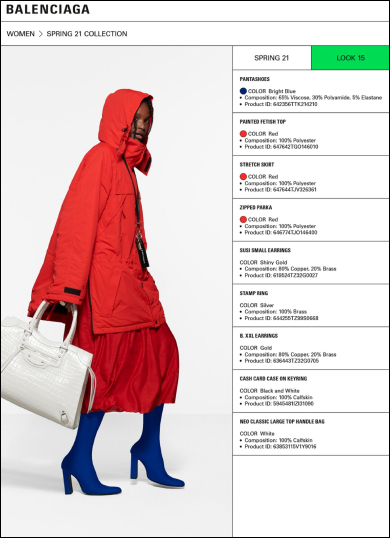 BALENCIAGA
WOMEN > SPRING 21 COLLECTION
SPRING 21
LOOK 15
PANTASHOES
COLOR Bright Blue
• Composition: 65% Viscose, 30% Polyamide, 5% Elastane
• Product ID: 642356TTK214210
PAINTED FETISH TOP
COLOR Red
• Composition: 100% Polyester
• Product ID: 647642TGO146010
STRETCH SKIRT
COLOR Red
• Composition: 100% Polyester
• Product ID: 647644TJV326361
ZIPPED PARKA
COLOR Red
• Composition: 100% Polyester
• Product ID: 646774TJO146400
SUSI SMALL EARRINGS
COLOR Shiny Gold
• Composition: 80% Copper, 20% Brass
• Product ID: 619524TZ32G0027
STAMP RING
COLOR Silver
• Composition: 100% Brass
• Product ID: 644255TZ99S0668
B. XXL EARRINGS
COLOR Gold
• Composition: 80% Copper, 20% Brass
• Product ID: 636443TZ32G0705
CASH CARD CASE ON KEYRING
COLOR Black and White
• Composition: 100% Calfskin
• Product ID: 5945481IZI31090
NEO CLASSIC LARGE TOP HANDLE BAG
COLOR White
• Composition: 100% Calfskin
• Product ID: 63853115V1Y9016